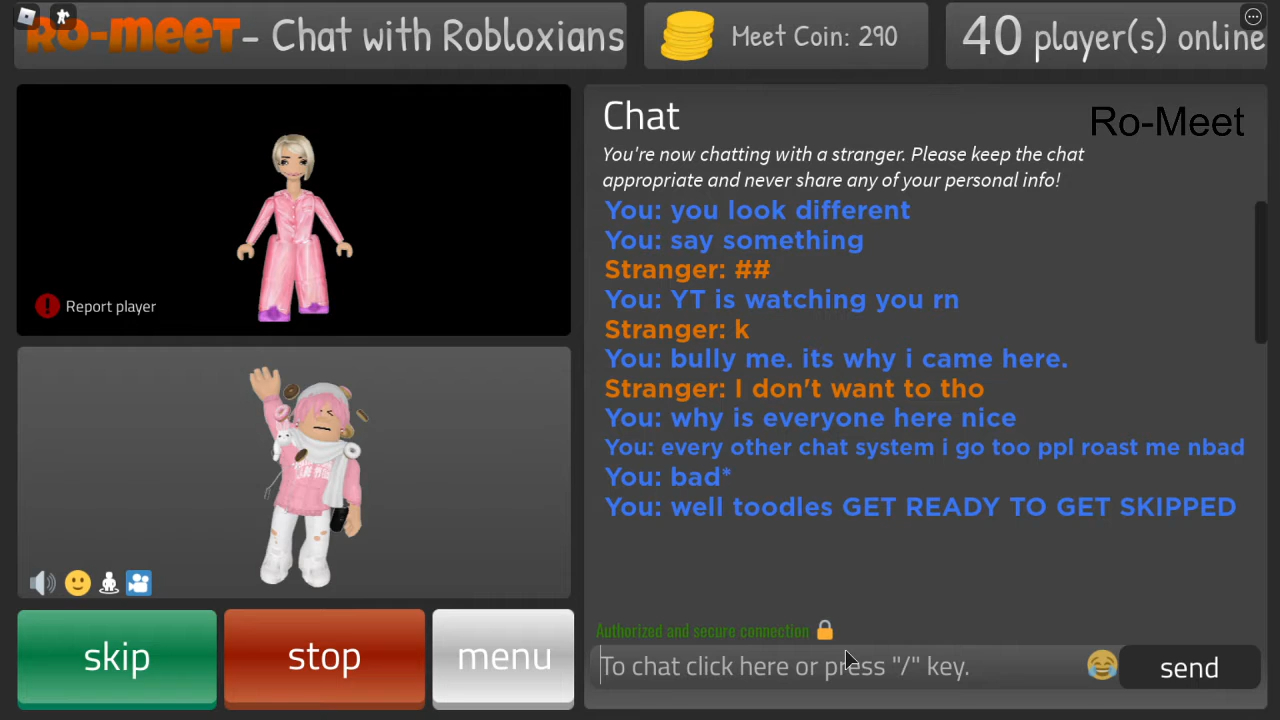 RO-MEET - Chat with Robloxians
Meet Coin: 290
40 player(s) online
Chat
Ro-Meet
You're now chatting with a stranger. Please keep the chat
appropriate and never share any of your personal info!
You: you look different
You: say something
Stranger: ##
You: YT is watching you rn
Stranger: k
You: bully me. its why i came here.
Stranger: I don't want to tho
You: why is everyone here nice
You: every other chat system i go too ppl roast me nbad
You: bad*
You: well toodles GET READY TO GET SKIPPED
Report player
Authorized and secure connection
To chat click here or press "/" key.
send
skip
stop
menu